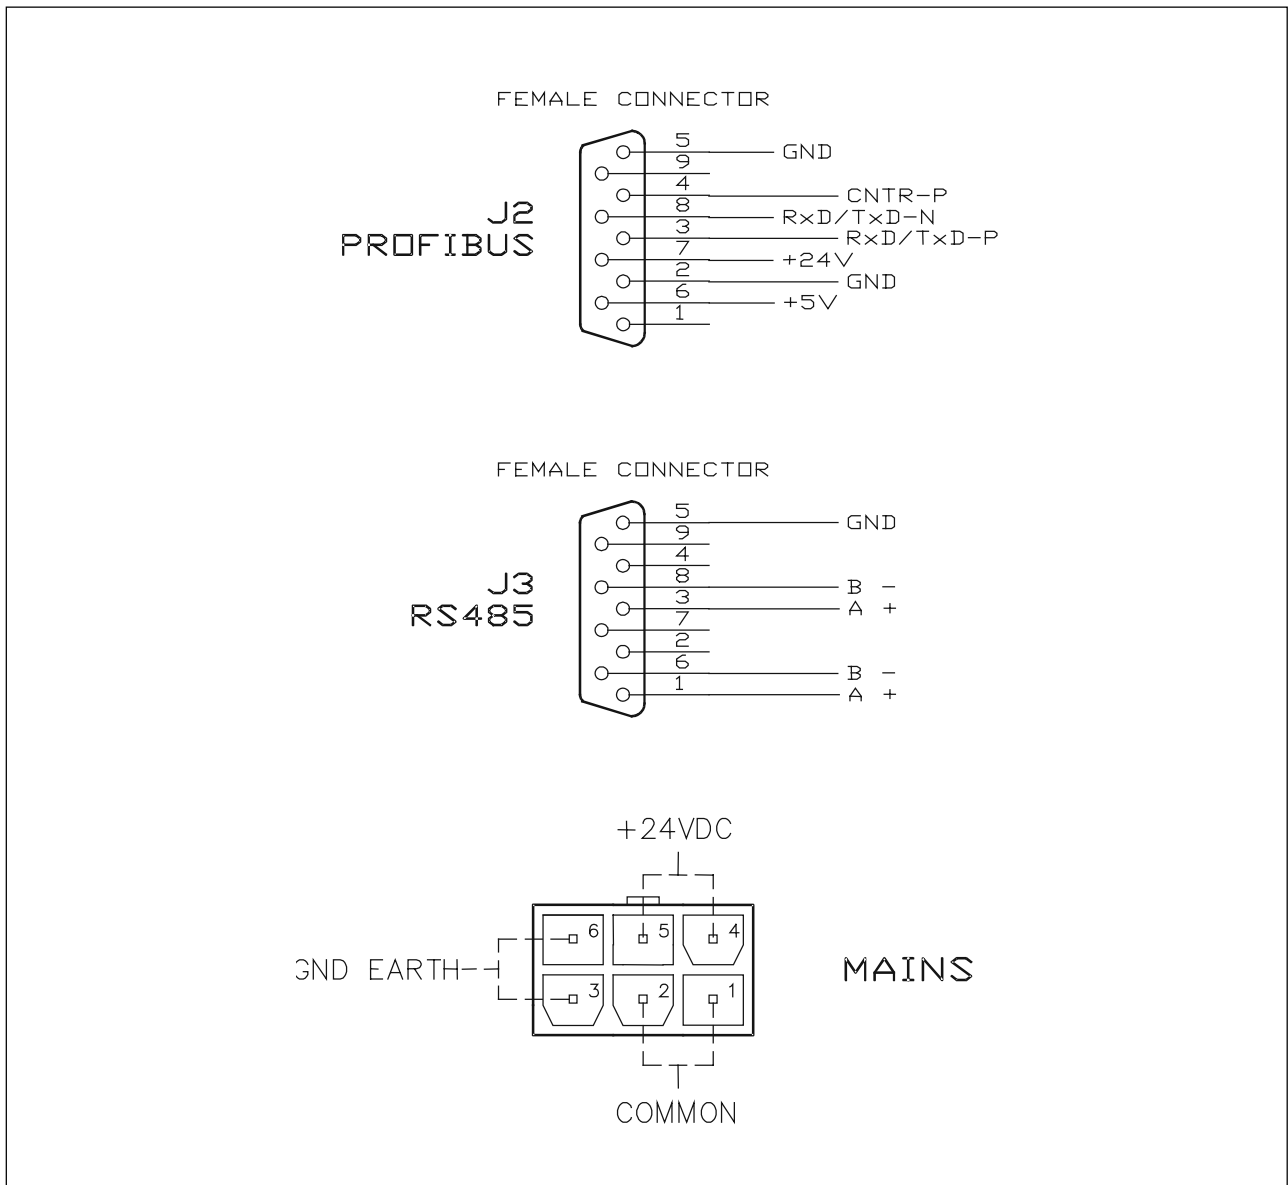 FEMALE CONNECTOR
J2
PROFIBUS
5 GND
9
4 CNTR-P
8 RxD/TxD-N
3 RxD/TxD-P
7 +24V
2 GND
6 +5V
1
FEMALE CONNECTOR
J3
RS485
5 GND
9
4
8 B -
3 A +
7
2
6 B -
1 A +
+24VDC
6 5 4
GND EARTH
MAINS
3 2 1
COMMON